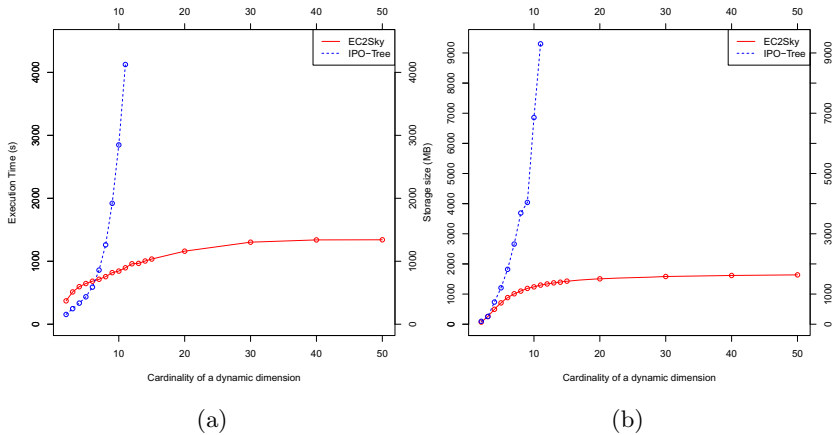 10 20 30 40 50
EC2Sky
IPO−Tree
Execution Time (s)
0 1000 2000 3000 4000
0 1000 2000 3000 4000
10 20 30 40 50
Cardinality of a dynamic dimension
(a)
10 20 30 40 50
EC2Sky
IPO−Tree
Storage size (MB)
0 1000 2000 3000 4000 5000 6000 7000 8000 9000
0 1000 3000 5000 7000 9000
10 20 30 40 50
Cardinality of a dynamic dimension
(b)